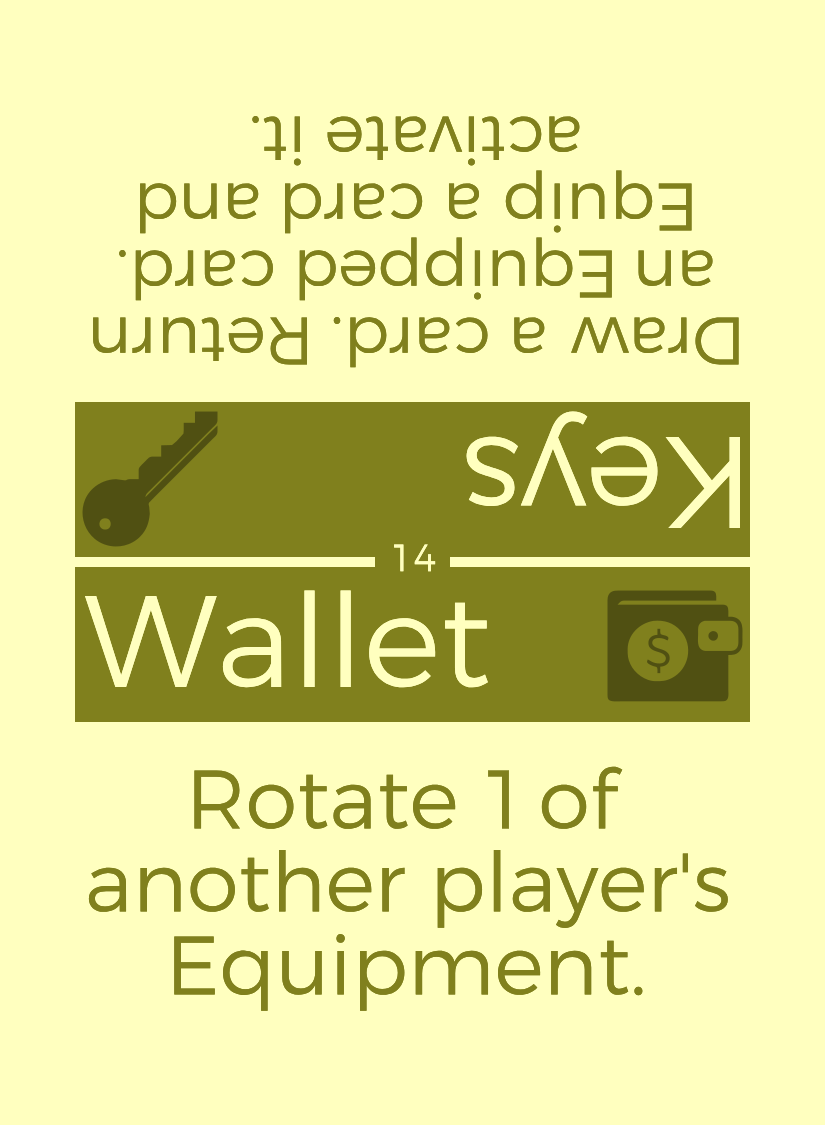 Draw a card. Return
an Equipped card.
Equip a card and
activate it.
Keys
14
Wallet
Rotate 1 of
another player's
Equipment.